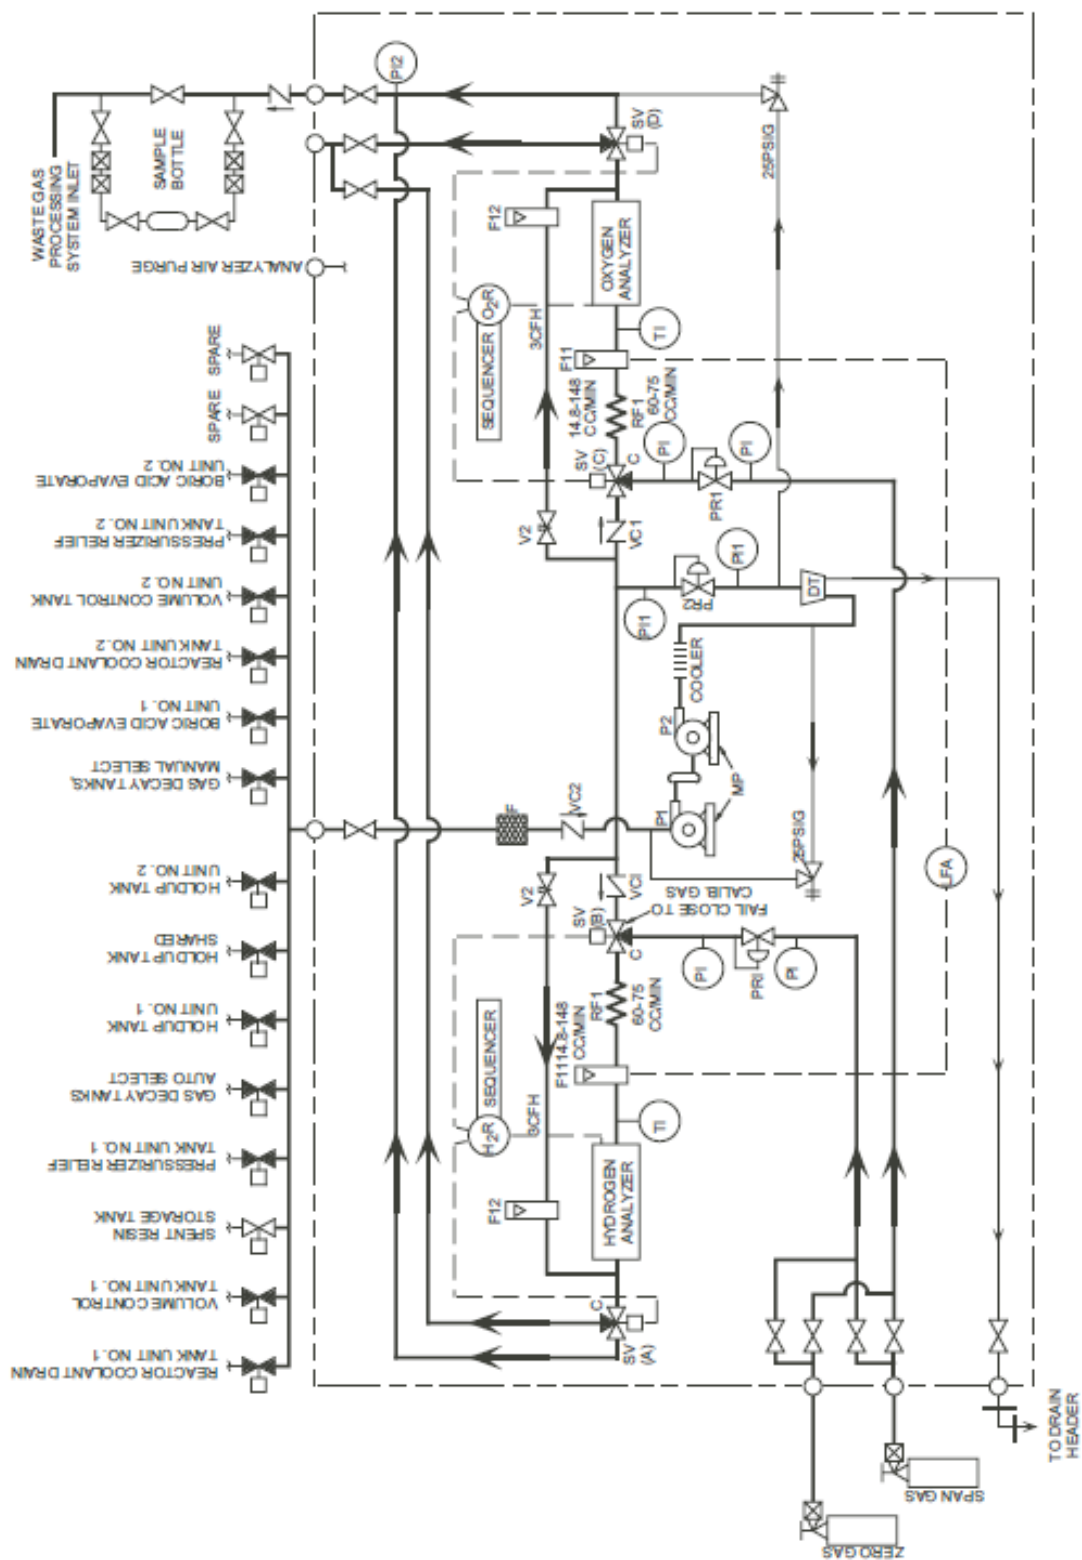 WASTE GAS
PROCESSING
SYSTEM INLET
SAMPLE
BOTTLE
ANALYZER AIR PURGE
SPARE
SPARE
BORIC ACID EVAPORATE
UNIT NO. 2
PRESSURIZER RELIEF
TANK UNIT NO. 2
VOLUME CONTROL TANK
UNIT NO. 2
REACTOR COOLANT DRAIN
TANK UNIT NO. 2
BORIC ACID EVAPORATE
UNIT NO. 1
GAS DECAY TANKS,
MANUAL SELECT
HOLDUP TANK
UNIT NO. 2
HOLDUP TANK
SHARED
HOLDUP TANK
UNIT NO. 1
GAS DECAY TANKS
AUTO SELECT
PRESSURIZER RELIEF
TANK UNIT NO. 1
SPENT RESIN
STORAGE TANK
VOLUME CONTROL
TANK UNIT NO. 1
REACTOR COOLANT DRAIN
TANK UNIT NO. 1
PI2
SV
(D)
25PSIG
F12
OXYGEN
ANALYZER
O2R
SEQUENCER
3CFH
TI
F11
14.8-148
CC/MIN
RF1
60-75
CC/MIN
SV
(C)
C
PI
PI
PR1
V2
VC1
PI1
PR2
PI1
DT
COOLER
P2
P1
MP
F
VC2
25PSIG
LFA
V2
VCI
FAIL CLOSE TO
CALIB. GAS
SV
(B)
C
PI
PRI
PI
SEQUENCER
H2R
3CFH
F1114.8-148
CC/MIN
RF1
60-75
CC/MIN
TI
F12
HYDROGEN
ANALYZER
C
SV
(A)
TO DRAIN
HEADER
SPAN GAS
ZERO GAS